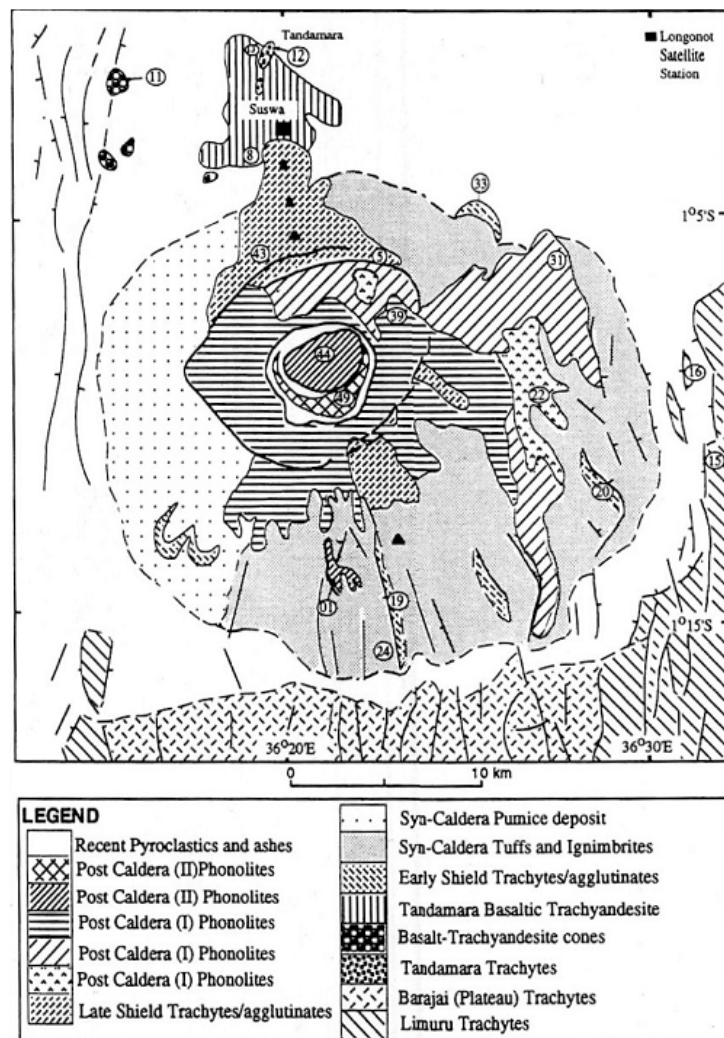 Tandamara
12
Longonot
Satellite
Station
11
Suswa
8
33
1°5'S
43
5
31
39
44
16
49
22
15
20
01
19
1°15'S
24
36°20'E
36°30'E
0
10 km
LEGEND
Recent Pyroclastics and ashes
Post Caldera (II)Phonolites
Post Caldera (II) Phonolites
Post Caldera (I) Phonolites
Post Caldera (I) Phonolites
Post Caldera (I) Phonolites
Late Shield Trachytes/agglutinates
Syn-Caldera Pumice deposit
Syn-Caldera Tuffs and Ignimbrites
Early Shield Trachytes/agglutinates
Tandamara Basaltic Trachyandesite
Basalt-Trachyandesite cones
Tandamara Trachytes
Barajai (Plateau) Trachytes
Limuru Trachytes